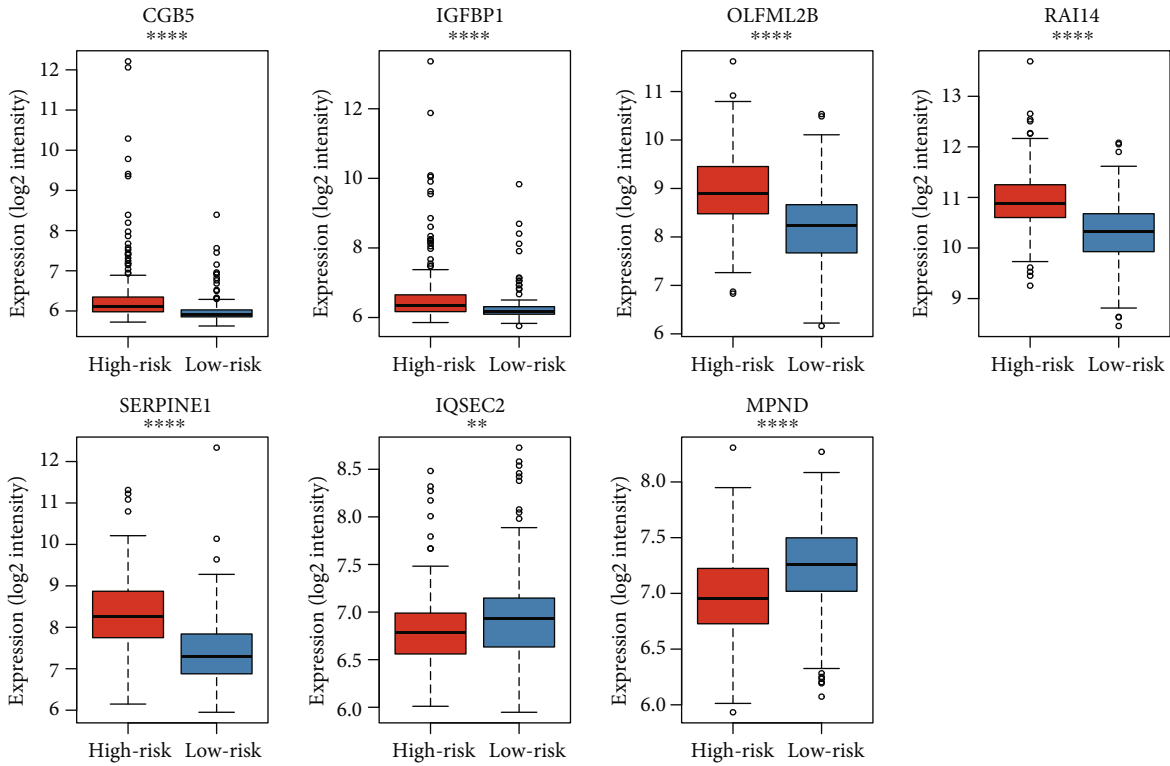 CGB5
****
Expression (log2 intensity)
12
11
10
9
8
7
6
High-risk Low-risk
IGFBP1
****
Expression (log2 intensity)
12
10
8
6
High-risk Low-risk
OLFML2B
****
Expression (log2 intensity)
11
10
9
8
7
6
High-risk Low-risk
RAI14
****
Expression (log2 intensity)
13
12
11
10
9
High-risk Low-risk
SERPINE1
****
Expression (log2 intensity)
12
11
10
9
8
7
6
High-risk Low-risk
IQSEC2
**
Expression (log2 intensity)
8.5
8.0
7.5
7.0
6.5
6.0
High-risk Low-risk
MPND
****
Expression (log2 intensity)
8.0
7.5
7.0
6.5
6.0
High-risk Low-risk